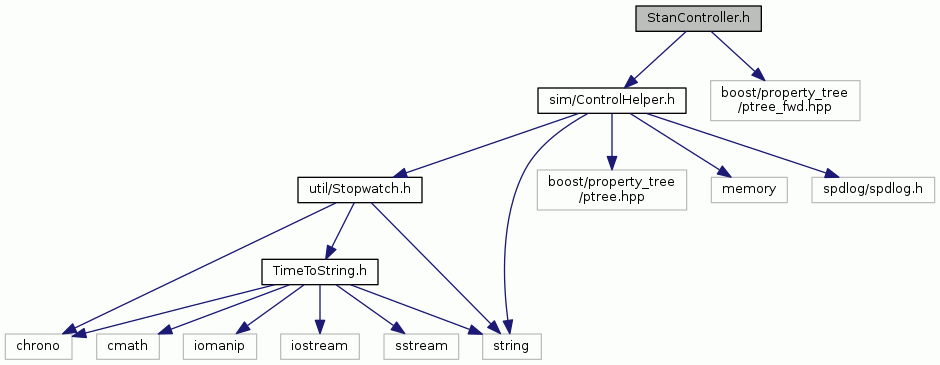 StanController.h
sim/ControlHelper.h
boost/property_tree
/ptree_fwd.hpp
util/Stopwatch.h
boost/property_tree
/ptree.hpp
memory
spdlog/spdlog.h
TimeToString.h
chrono
cmath
iomanip
iostream
sstream
string